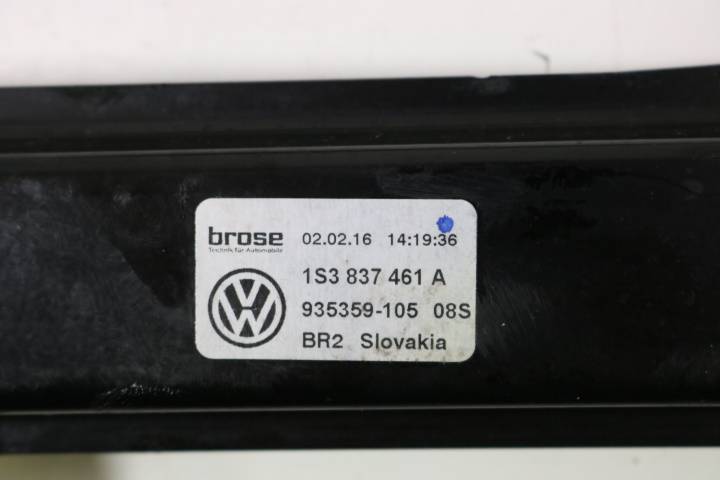 brose 02.02.16 14:19:36
Technik für Automobile
1S3 837 461 A
935359-105 08S
BR2 Slovakia